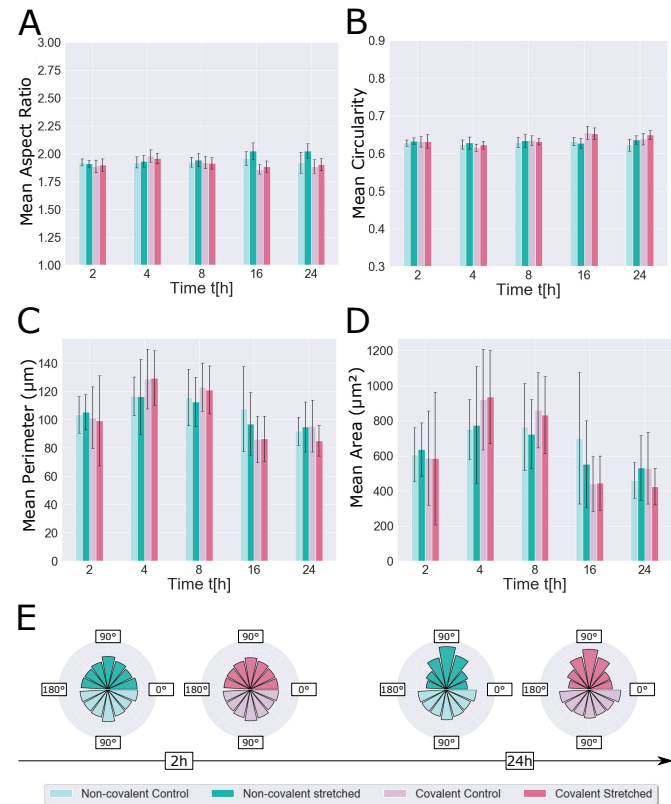 A
Mean Aspect Ratio
3.00
2.75
2.50
2.25
2.00
1.75
1.50
1.25
1.00
2 4 8 16 24
Time t[h]
B
Mean Circularity
0.9
0.8
0.7
0.6
0.5
0.4
0.3
2 4 8 16 24
Time t[h]
C
Mean Perimeter (µm)
140
120
100
80
60
40
20
0
2 4 8 16 24
Time t[h]
D
Mean Area (µm²)
1200
1000
800
600
400
200
0
2 4 8 16 24
Time t[h]
E
90° 90° 90° 90°
180° 0° 180° 0° 180° 0° 180° 0°
90° 90° 90° 90°
2h 24h
Non-covalent Control Non-covalent stretched Covalent Control Covalent Stretched